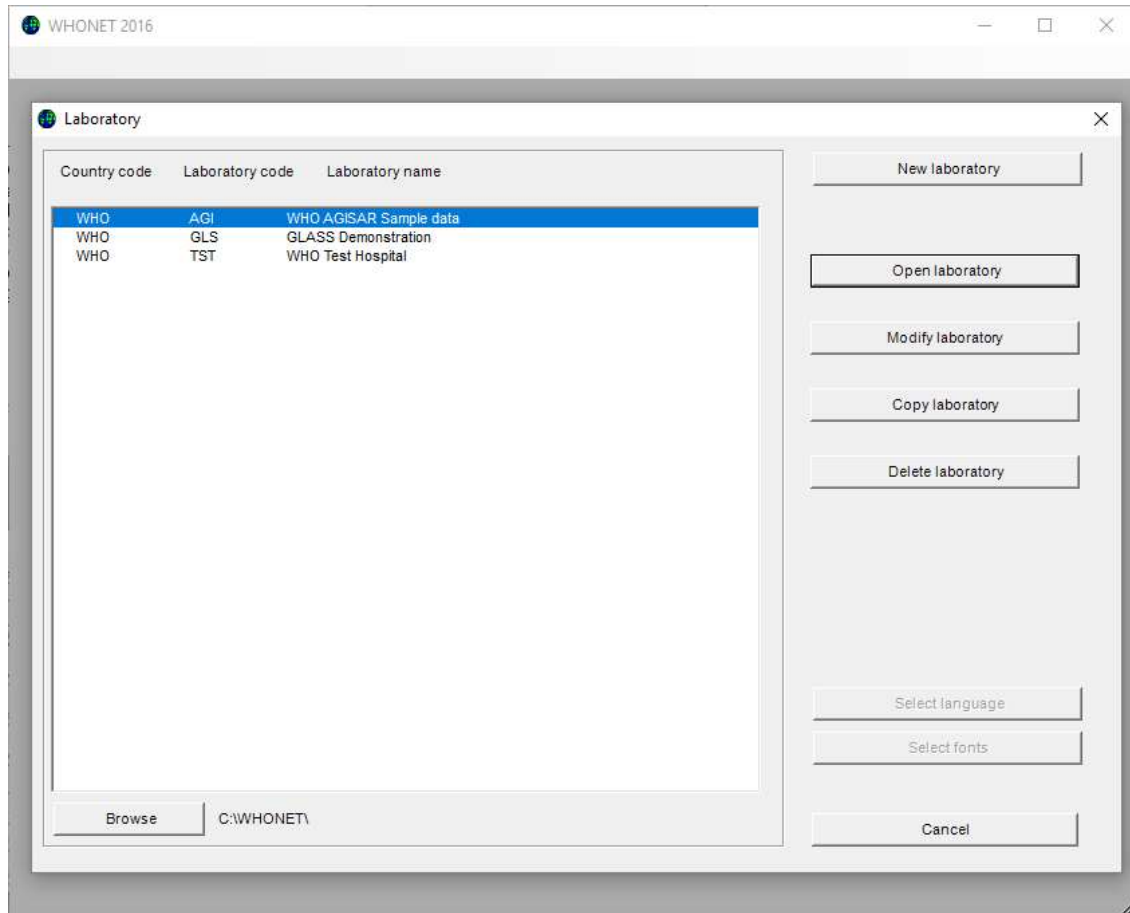 WHONET 2016
Laboratory
Country code Laboratory code Laboratory name
WHO AGI WHO AGISAR Sample data
WHO GLS GLASS Demonstration
WHO TST WHO Test Hospital
New laboratory
Open laboratory
Modify laboratory
Copy laboratory
Delete laboratory
Select language
Select fonts
Browse C:\WHONET\
Cancel